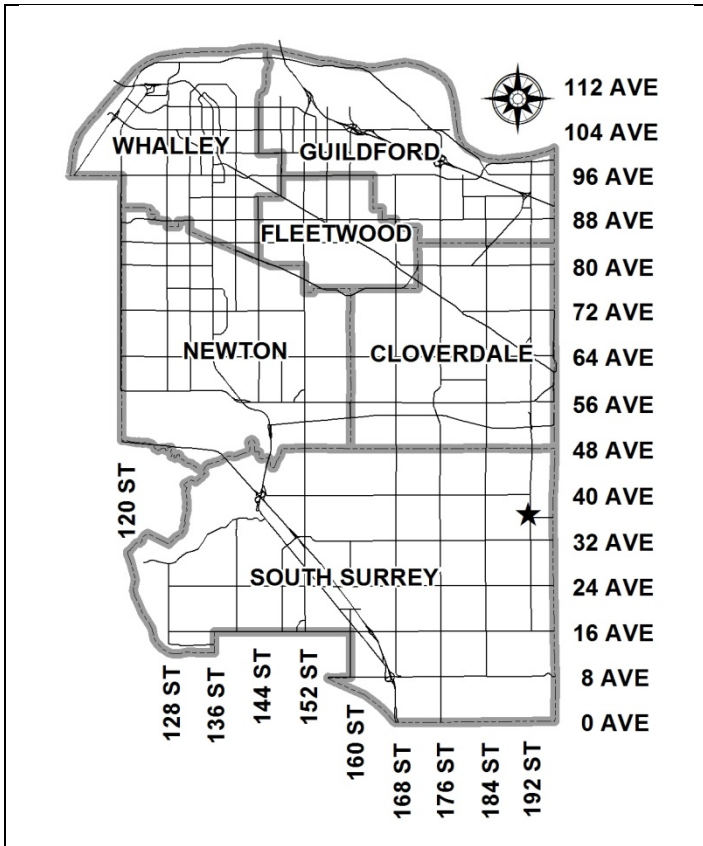 112 AVE
104 AVE
WHALLEY
GUILDFORD
96 AVE
88 AVE
FLEETWOOD
80 AVE
72 AVE
NEWTON
CLOVERDALE
64 AVE
56 AVE
48 AVE
120 ST
40 AVE
32 AVE
SOUTH SURREY
24 AVE
16 AVE
128 ST
136 ST
144 ST
152 ST
160 ST
8 AVE
0 AVE
168 ST
176 ST
184 ST
192 ST